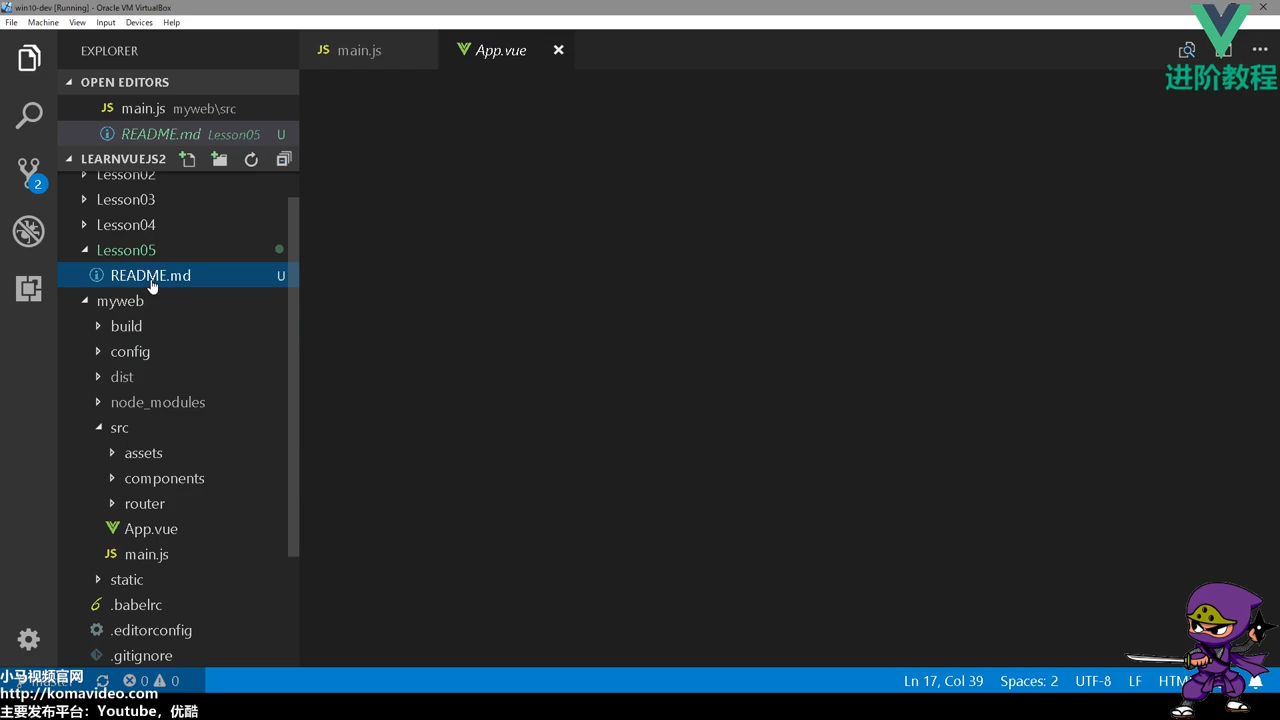 win10-dev [Running] - Oracle VM VirtualBox
File Machine View Input Devices Help
EXPLORER
JS main.js
App.vue
进阶教程
OPEN EDITORS
JS main.js myweb\src
README.md Lesson05 U
LEARNVUEJS2
Lesson02
Lesson03
Lesson04
Lesson05
README.md U
myweb
build
config
dist
node_modules
src
assets
components
router
App.vue
JS main.js
static
.babelrc
.editorconfig
.gitignore
2
小马视频官网
0 0
Ln 17, Col 39 Spaces: 2 UTF-8 LF
http://komavideo.com
主要发布平台：Youtube，优酷